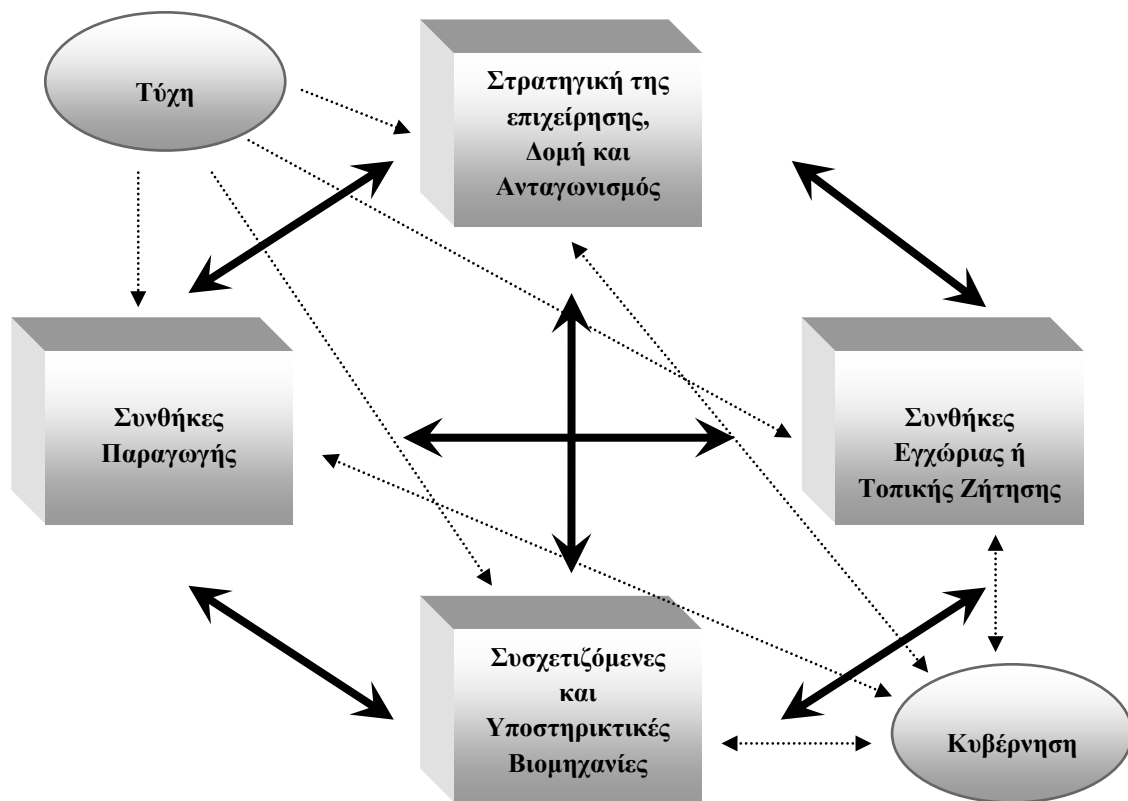 Τύχη
Στρατηγική της
επιχείρησης,
Δομή και
Ανταγωνισμός
Συνθήκες
Παραγωγής
Συνθήκες
Εγχώριας ή
Τοπικής Ζήτησης
Συσχετιζόμενες
και
Υποστηρικτικές
Βιομηχανίες
Κυβέρνηση